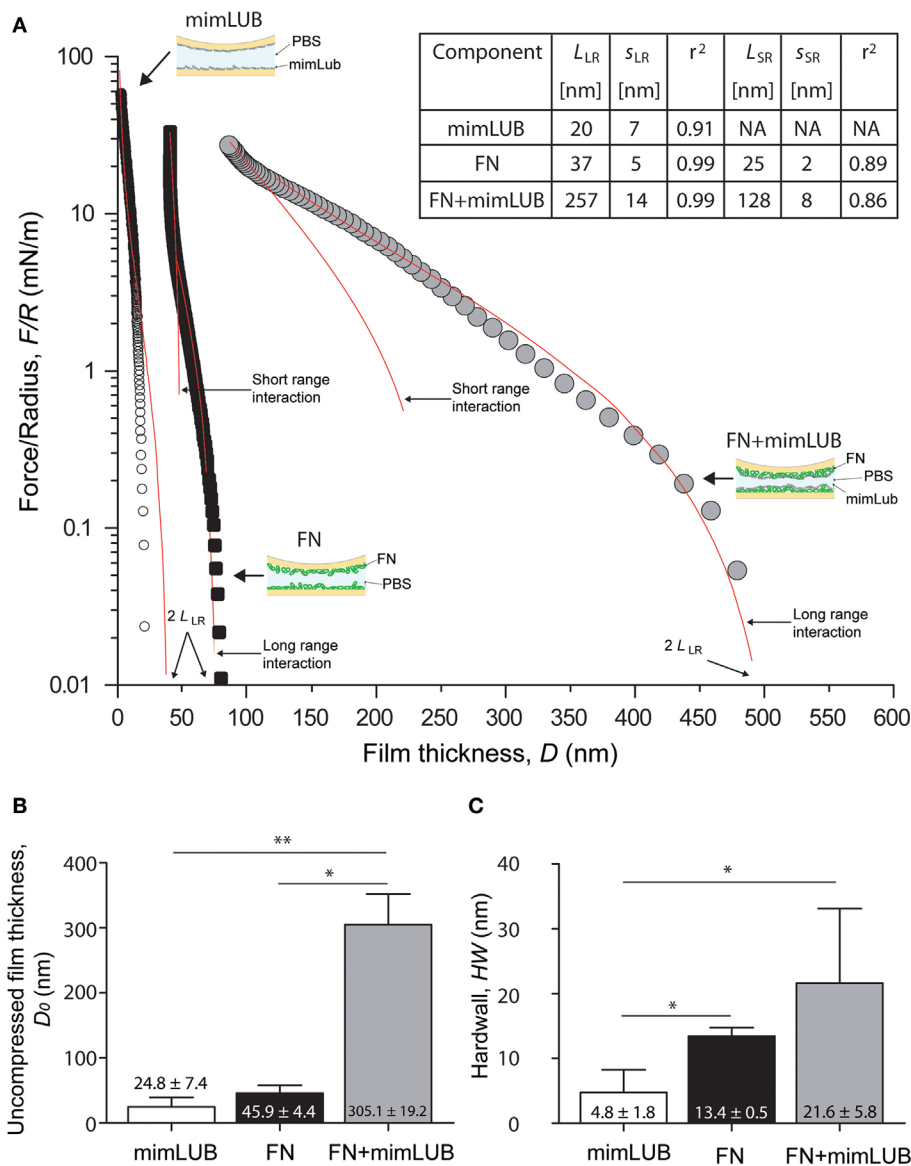 A
mimLUB
PBS
mimLub
Component L LR s LR r² L SR s SR r²
[nm] [nm] [nm] [nm]
mimLUB 20 7 0.91 NA NA NA
FN 37 5 0.99 25 2 0.89
FN+mimLUB 257 14 0.99 128 8 0.86
100
10
1
0.1
0.01
Force/Radius, F/R (mN/m)
Short range
interaction
Short range
interaction
FN+mimLUB
FN
PBS
mimLub
FN
FN
PBS
2 L LR
Long range
interaction
2 L LR
Long range
interaction
0 50 100 150 200 250 300 350 400 450 500 550 600
Film thickness, D (nm)
B
Uncompressed film thickness,
D0 (nm)
400
300
200
100
0
**
*
24.8 ± 7.4
45.9 ± 4.4
305.1 ± 19.2
mimLUB FN FN+mimLUB
C
Hardwall, HW (nm)
40
30
20
10
0
*
*
4.8 ± 1.8
13.4 ± 0.5
21.6 ± 5.8
mimLUB FN FN+mimLUB